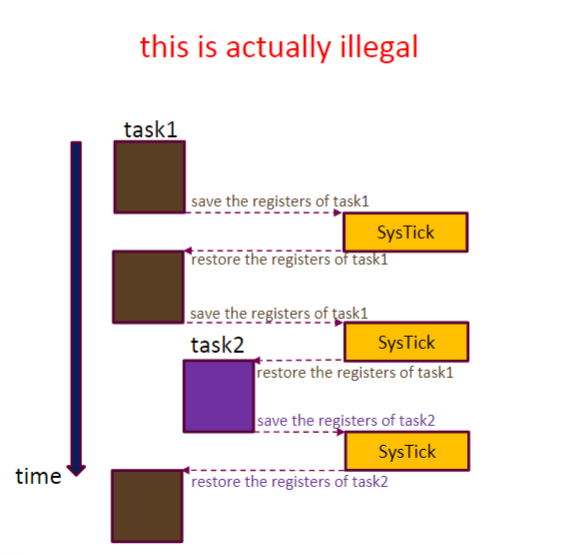 this is actually illegal
task1
save the registers of task1
SysTick
restore the registers of task1
save the registers of task1
SysTick
task2
restore the registers of task1
save the registers of task2
SysTick
time
restore the registers of task2